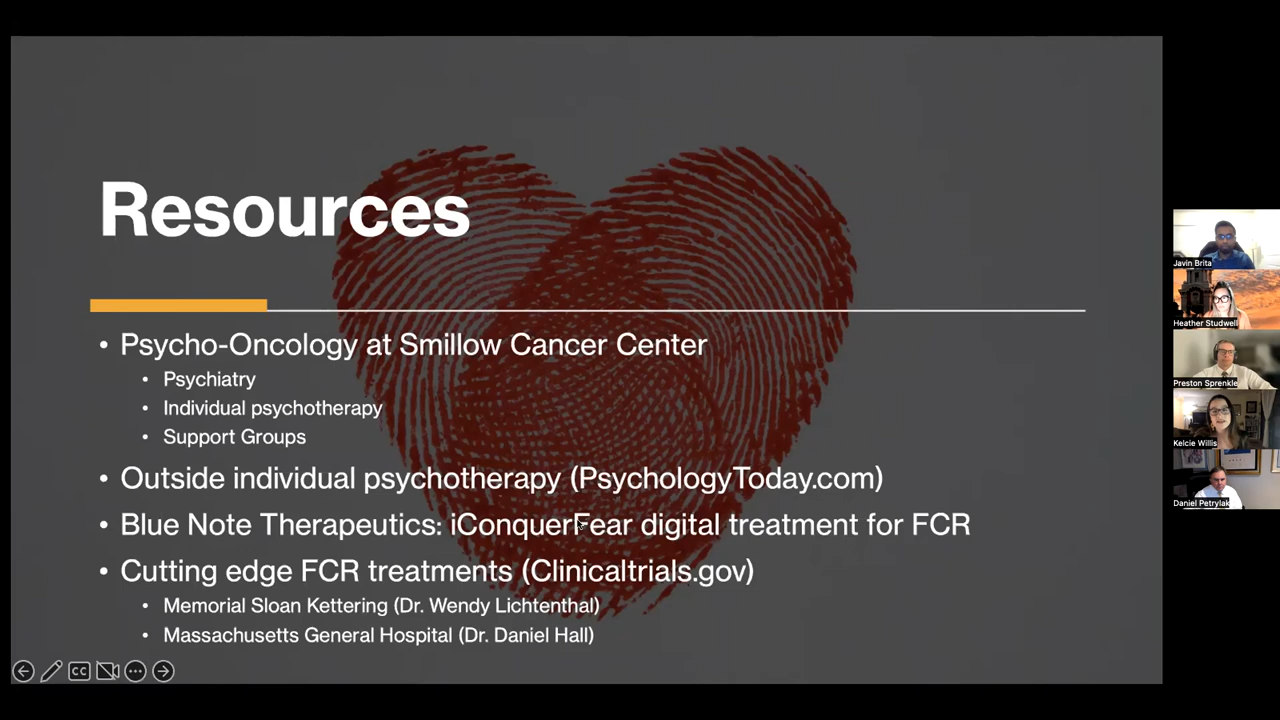 Resources
• Psycho-Oncology at Smillow Cancer Center
• Psychiatry
• Individual psychotherapy
• Support Groups
• Outside individual psychotherapy (PsychologyToday.com)
• Blue Note Therapeutics: iConquerFear digital treatment for FCR
• Cutting edge FCR treatments (Clinicaltrials.gov)
• Memorial Sloan Kettering (Dr. Wendy Lichtenthal)
• Massachusetts General Hospital (Dr. Daniel Hall)
CC
Javin Brita
Heather Studwell
Preston Sprenkle
Kelcie Willis
Daniel Petrylak